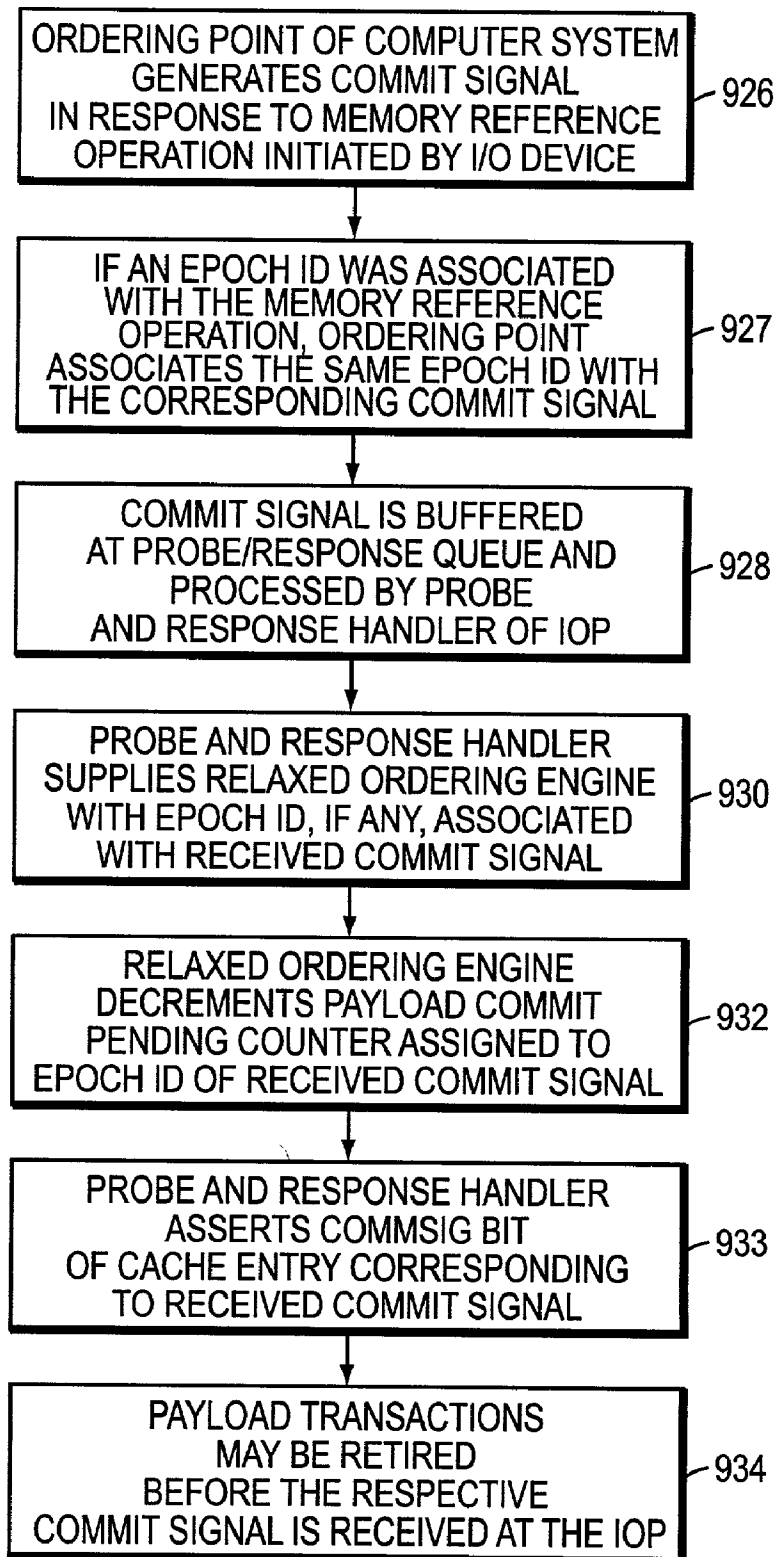 ORDERING POINT OF COMPUTER SYSTEM
GENERATES COMMIT SIGNAL
IN RESPONSE TO MEMORY REFERENCE
OPERATION INITIATED BY I/O DEVICE
926
IF AN EPOCH ID WAS ASSOCIATED
WITH THE MEMORY REFERENCE
OPERATION, ORDERING POINT
ASSOCIATES THE SAME EPOCH ID WITH
THE CORRESPONDING COMMIT SIGNAL
927
COMMIT SIGNAL IS BUFFERED
AT PROBE/RESPONSE QUEUE AND
PROCESSED BY PROBE
AND RESPONSE HANDLER OF IOP
928
PROBE AND RESPONSE HANDLER
SUPPLIES RELAXED ORDERING ENGINE
WITH EPOCH ID, IF ANY, ASSOCIATED
WITH RECEIVED COMMIT SIGNAL
930
RELAXED ORDERING ENGINE
DECREMENTS PAYLOAD COMMIT
PENDING COUNTER ASSIGNED TO
EPOCH ID OF RECEIVED COMMIT SIGNAL
932
PROBE AND RESPONSE HANDLER
ASSERTS COMMSIG BIT
OF CACHE ENTRY CORRESPONDING
TO RECEIVED COMMIT SIGNAL
933
PAYLOAD TRANSACTIONS
MAY BE RETIRED
BEFORE THE RESPECTIVE
COMMIT SIGNAL IS RECEIVED AT THE IOP
934